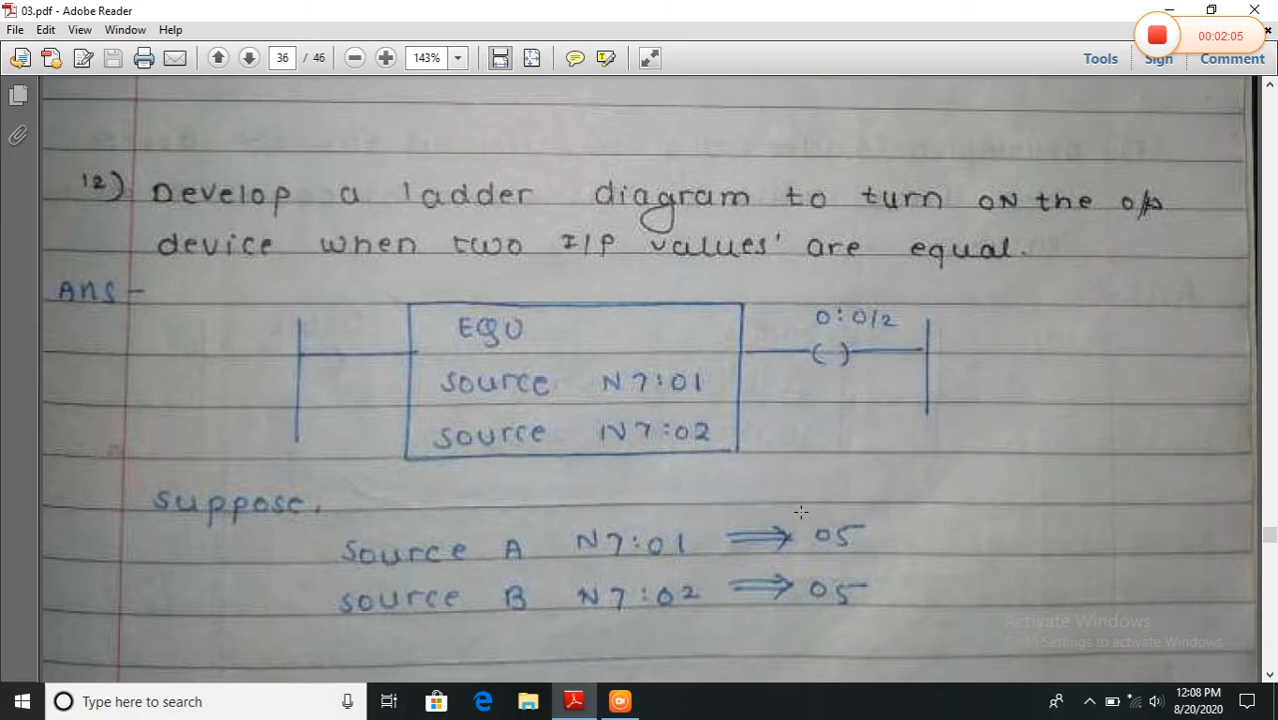 03.pdf - Adobe Reader
File Edit View Window Help
36 / 46 143% Tools Sign Comment
00:02:05
12) Develop a ladder diagram to turn ON the o/p
device when two I/P values' are equal.
Ans -
EQU
O:0/2
source N7:01
source N7:02
suppose.
source A N7:01 ⟹ 05
source B N7:02 ⟹ 05
Activate Windows
Go to Settings to activate Windows.
Type here to search
12:08 PM
8/20/2020